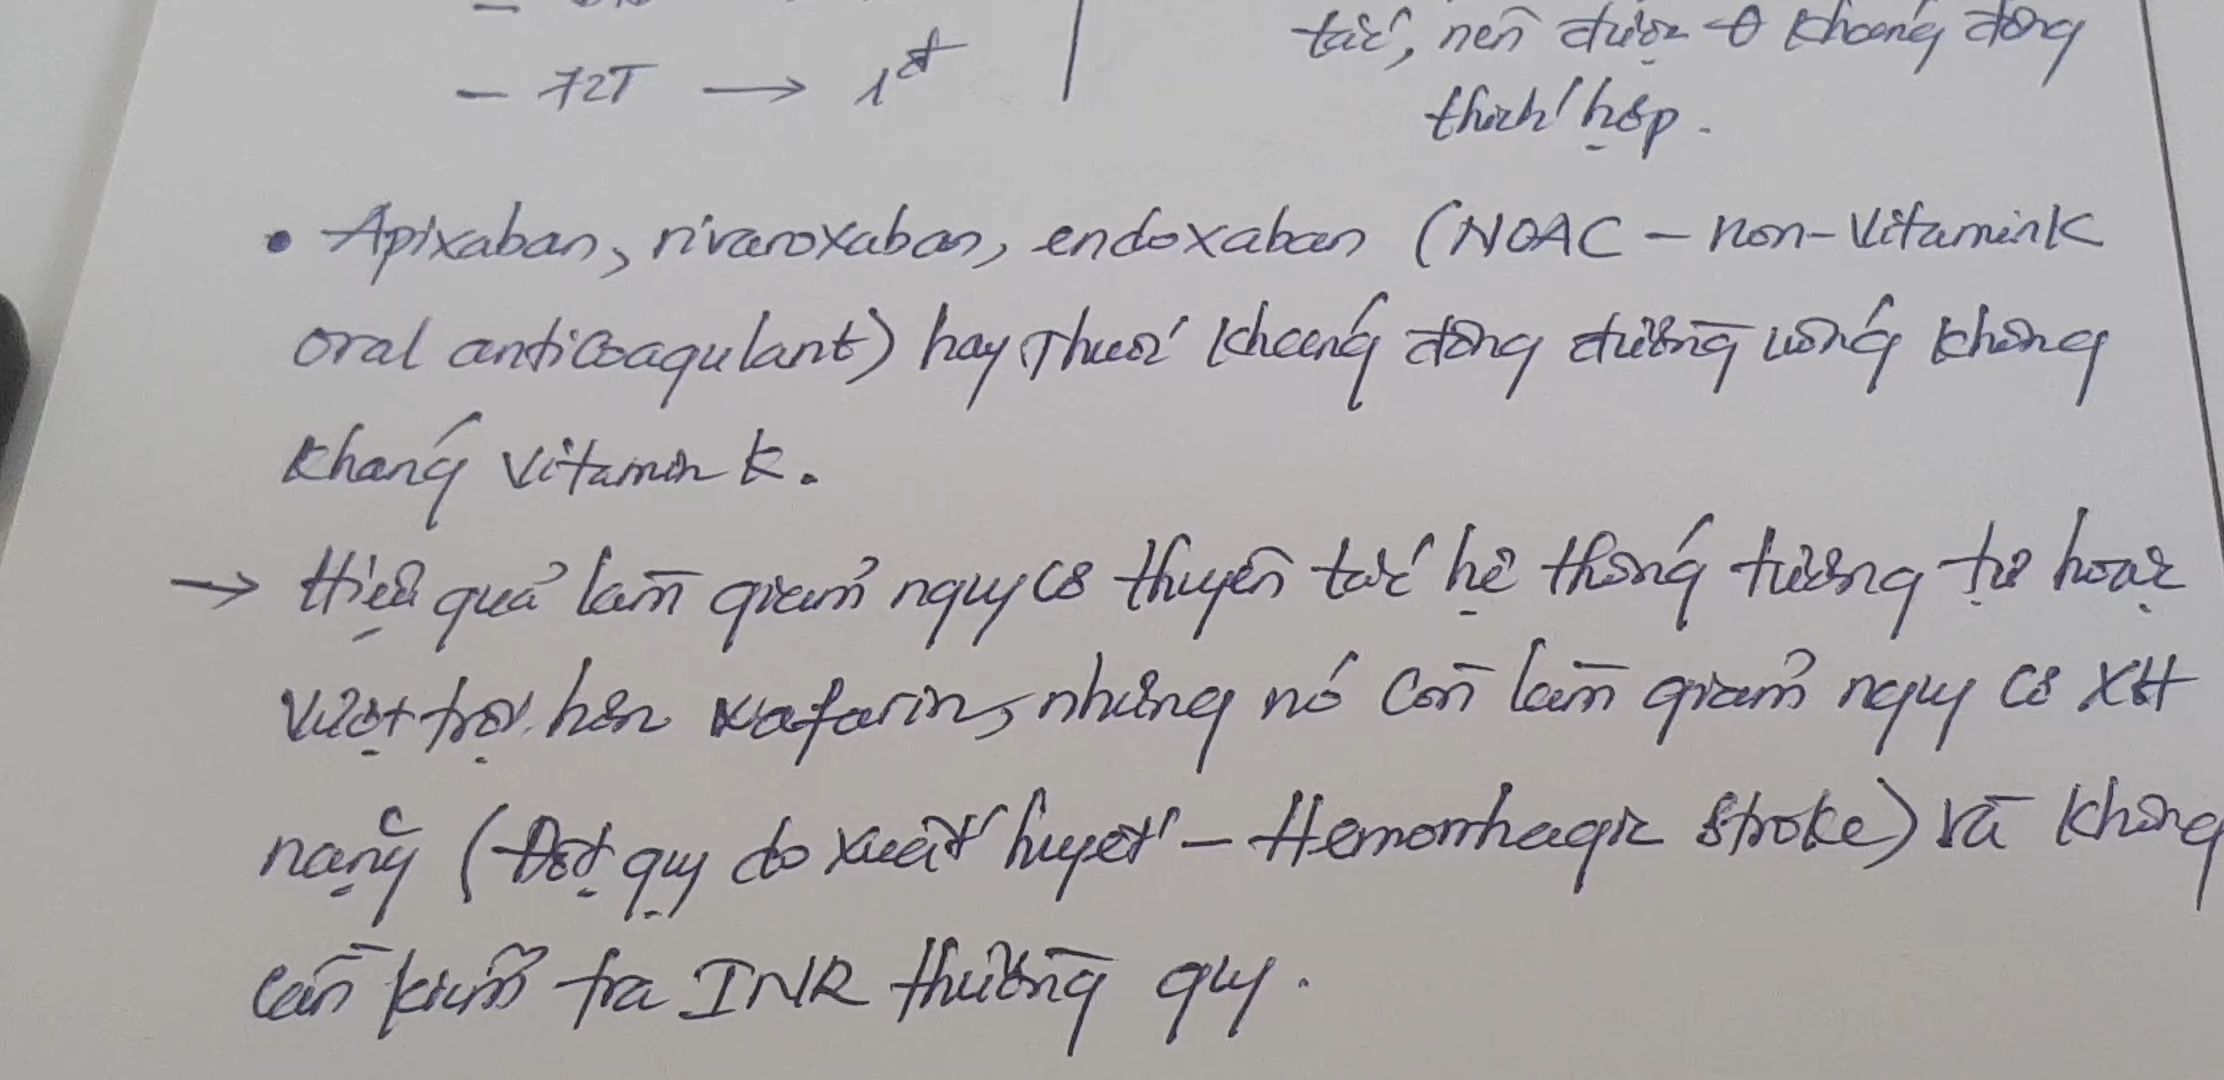 tắc, nên được θ kháng đông
- 72T → 1đ
thích hợp.
• Apixaban, rivaroxaban, endoxaban (NOAC - non-Vitamin K
oral anticoagulant) hay thuốc kháng đông đường uống không
kháng vitamin K.
→ Hiệu quả làm giảm nguy cơ thuyên tắc hệ thống tương tự hoặc
vượt trội hơn wafarin, nhưng nó còn làm giảm nguy cơ XH
nặng (Đột quỵ do xuất huyết - Hemorrhagic Stroke) và không
cần kiểm tra INR thường quy.